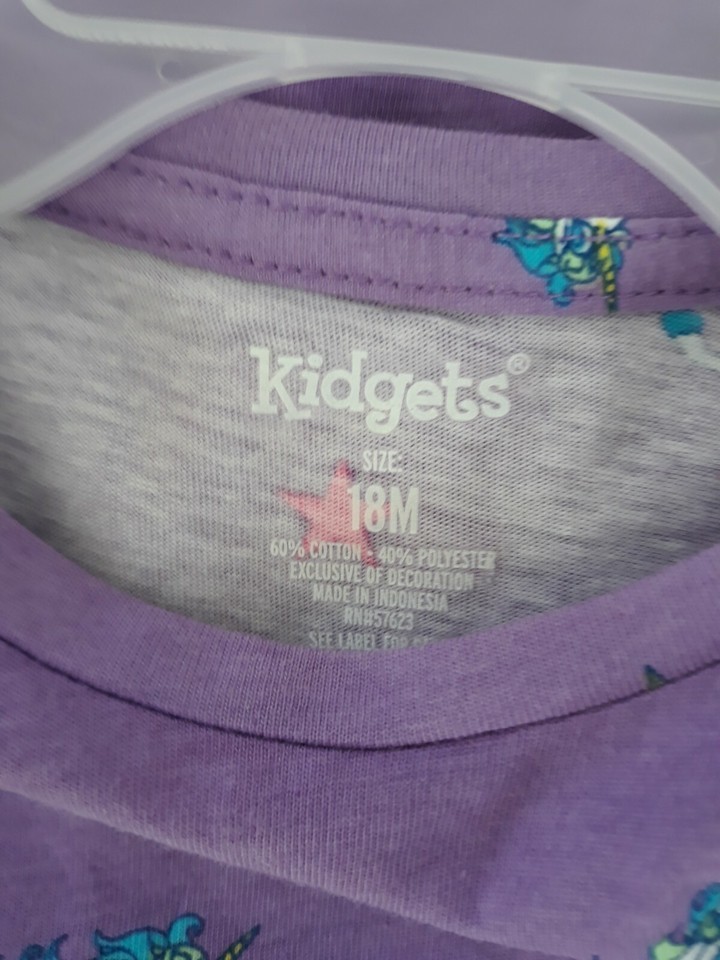 Kidgets®
SIZE:
18M
60% COTTON • 40% POLYESTER
EXCLUSIVE OF DECORATION
MADE IN INDONESIA
RN#57623
SEE LABEL FOR